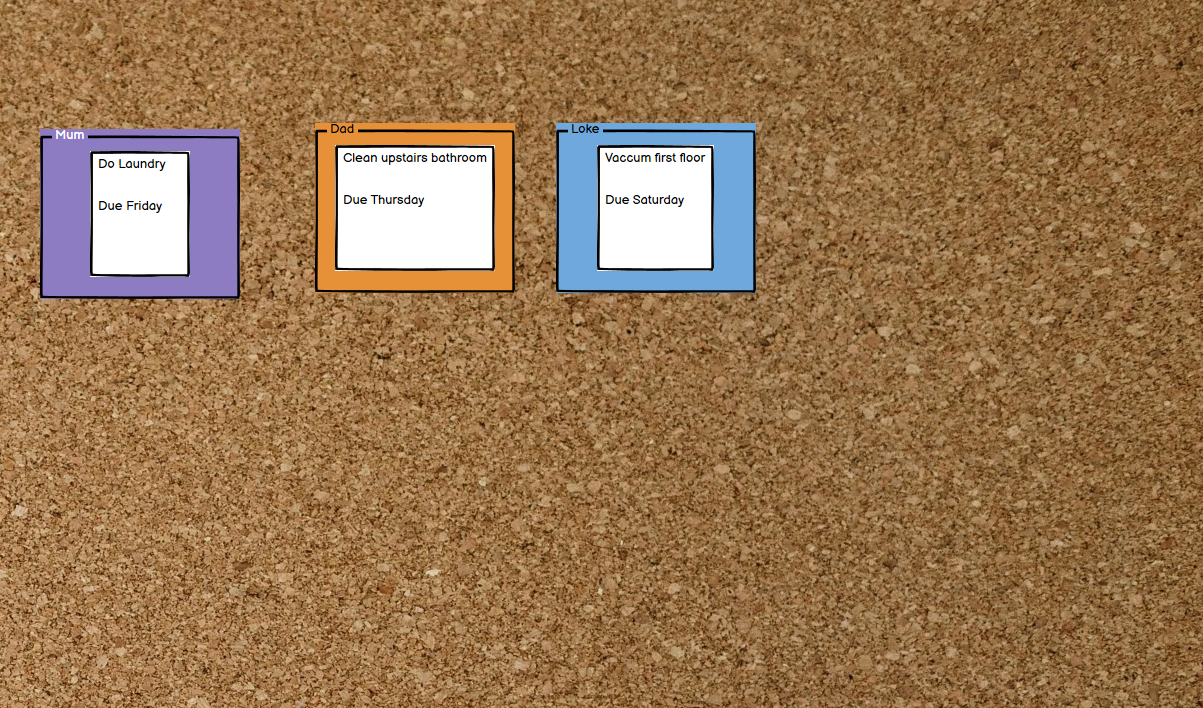 Mum
Do Laundry
Due Friday
Dad
Clean upstairs bathroom
Due Thursday
Loke
Vaccum first floor
Due Saturday